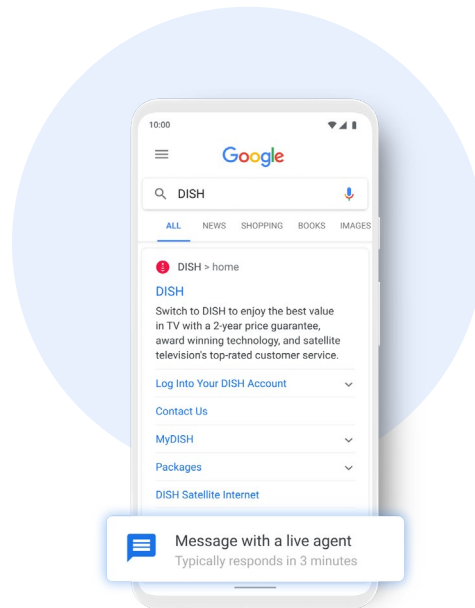 10:00
Google
DISH
ALL NEWS SHOPPING BOOKS IMAGES
DISH > home
DISH
Switch to DISH to enjoy the best value
in TV with a 2-year price guarantee,
award winning technology, and satellite
television's top-rated customer service.
Log Into Your DISH Account
Contact Us
MyDISH
Packages
DISH Satellite Internet
Message with a live agent
Typically responds in 3 minutes